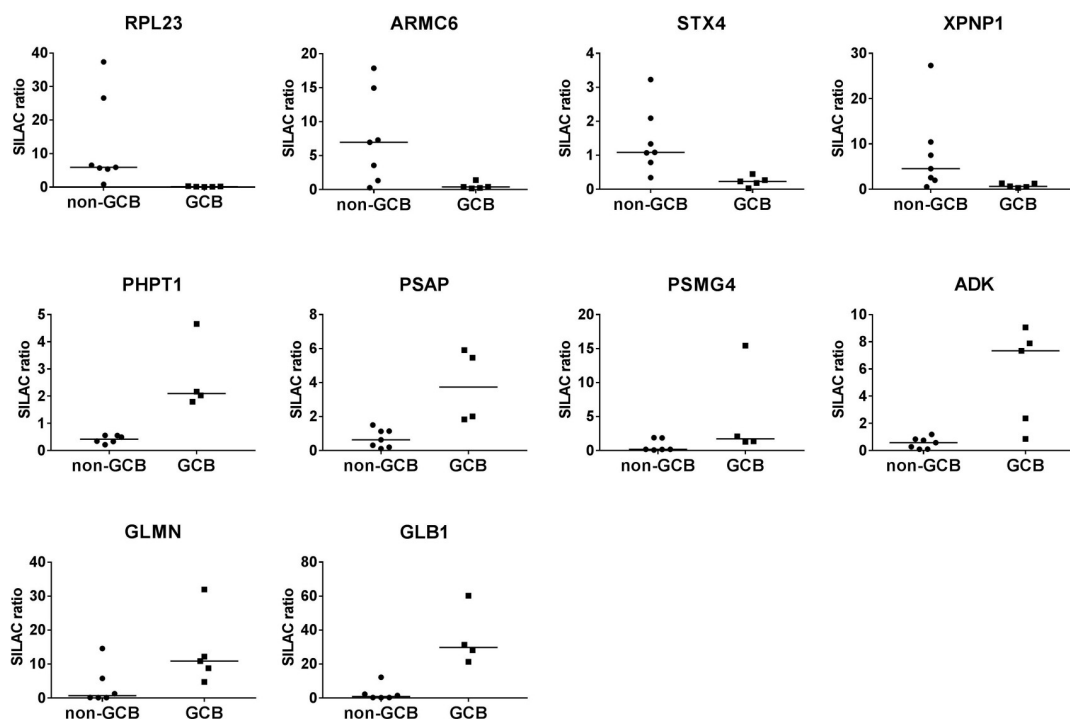 RPL23 ARMC6 STX4 XPNP1
40 20 4 30
30 15 3 20
20 10 2 10
10 5 1
0 0 0 0
SILAC ratio SILAC ratio SILAC ratio SILAC ratio
non-GCB GCB non-GCB GCB non-GCB GCB non-GCB GCB
PHPT1 PSAP PSMG4 ADK
5 8 20 10
4 6 15 8
3 4 10 6
2 2 5 4
1 0 0 2
0 0
SILAC ratio SILAC ratio SILAC ratio SILAC ratio
non-GCB GCB non-GCB GCB non-GCB GCB non-GCB GCB
GLMN GLB1
40 80
30 60
20 40
10 20
0 0
SILAC ratio SILAC ratio
non-GCB GCB non-GCB GCB